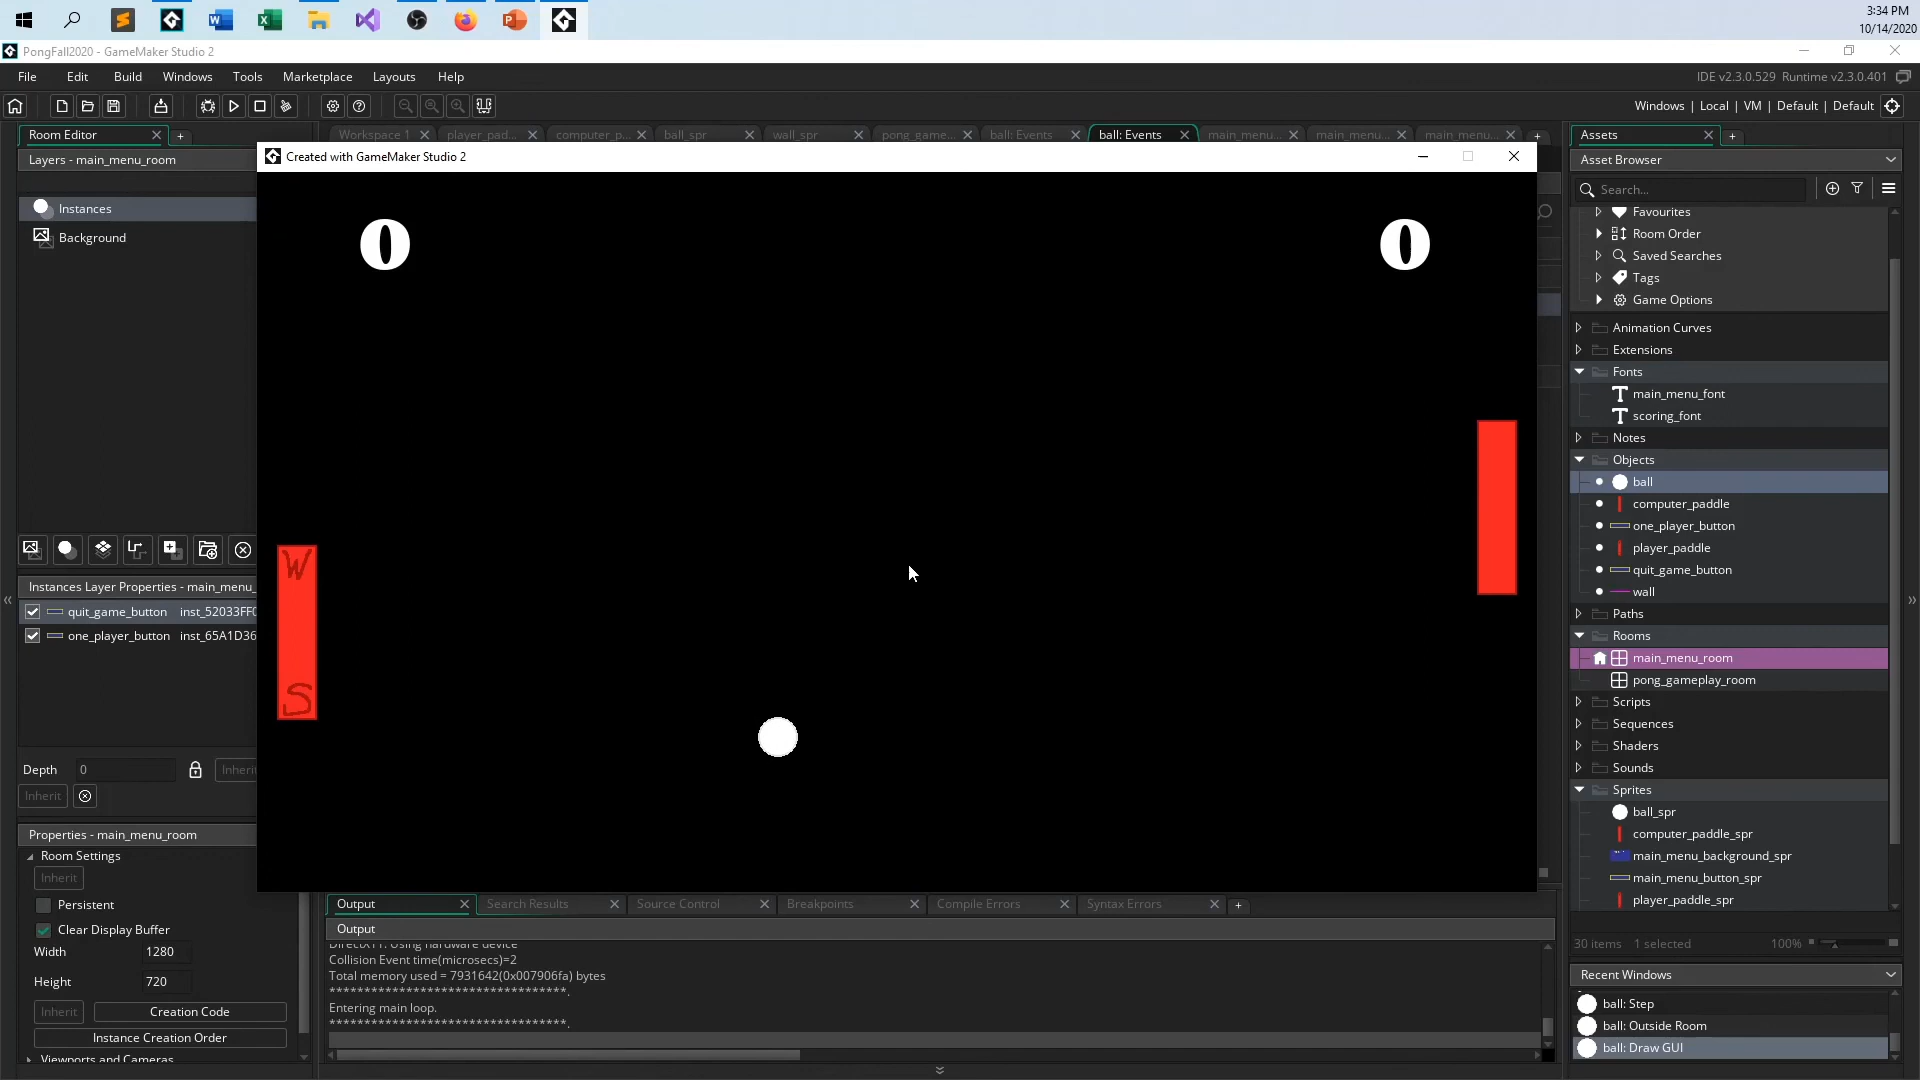 3:34 PM
10/14/2020
PongFall2020 - GameMaker Studio 2
File Edit Build Windows Tools Marketplace Layouts Help
IDE v2.3.0.529 Runtime v2.3.0.401
Windows | Local | VM | Default | Default
Room Editor
Workspace 1 player_pad... computer_p... ball_spr wall_spr pong_game... ball: Events ball: Events main_menu... main_menu... main_menu...
Assets
Layers - main_menu_room
Created with GameMaker Studio 2
Asset Browser
Search...
Instances
Background
0 0
W
S
Favourites
Room Order
Saved Searches
Tags
Game Options
Animation Curves
Extensions
Fonts
main_menu_font
scoring_font
Notes
Objects
ball
computer_paddle
one_player_button
player_paddle
quit_game_button
wall
Paths
Rooms
main_menu_room
pong_gameplay_room
Scripts
Sequences
Shaders
Sounds
Sprites
ball_spr
computer_paddle_spr
main_menu_background_spr
main_menu_button_spr
player_paddle_spr
30 items 1 selected 100%
Recent Windows
ball: Step
ball: Outside Room
ball: Draw GUI
Instances Layer Properties - main_menu_
quit_game_button inst_52033FF0
one_player_button inst_65A1D36
Depth 0 Inherit
Inherit
Properties - main_menu_room
Room Settings
Inherit
Persistent
Clear Display Buffer
Width 1280
Height 720
Inherit Creation Code
Instance Creation Order
Viewports and Cameras
Output Search Results Source Control Breakpoints Compile Errors Syntax Errors
Output
DirectX11: Using hardware device
Collision Event time(microsecs)=2
Total memory used = 7931642(0x007906fa) bytes
**********************************.
Entering main loop.
**********************************.